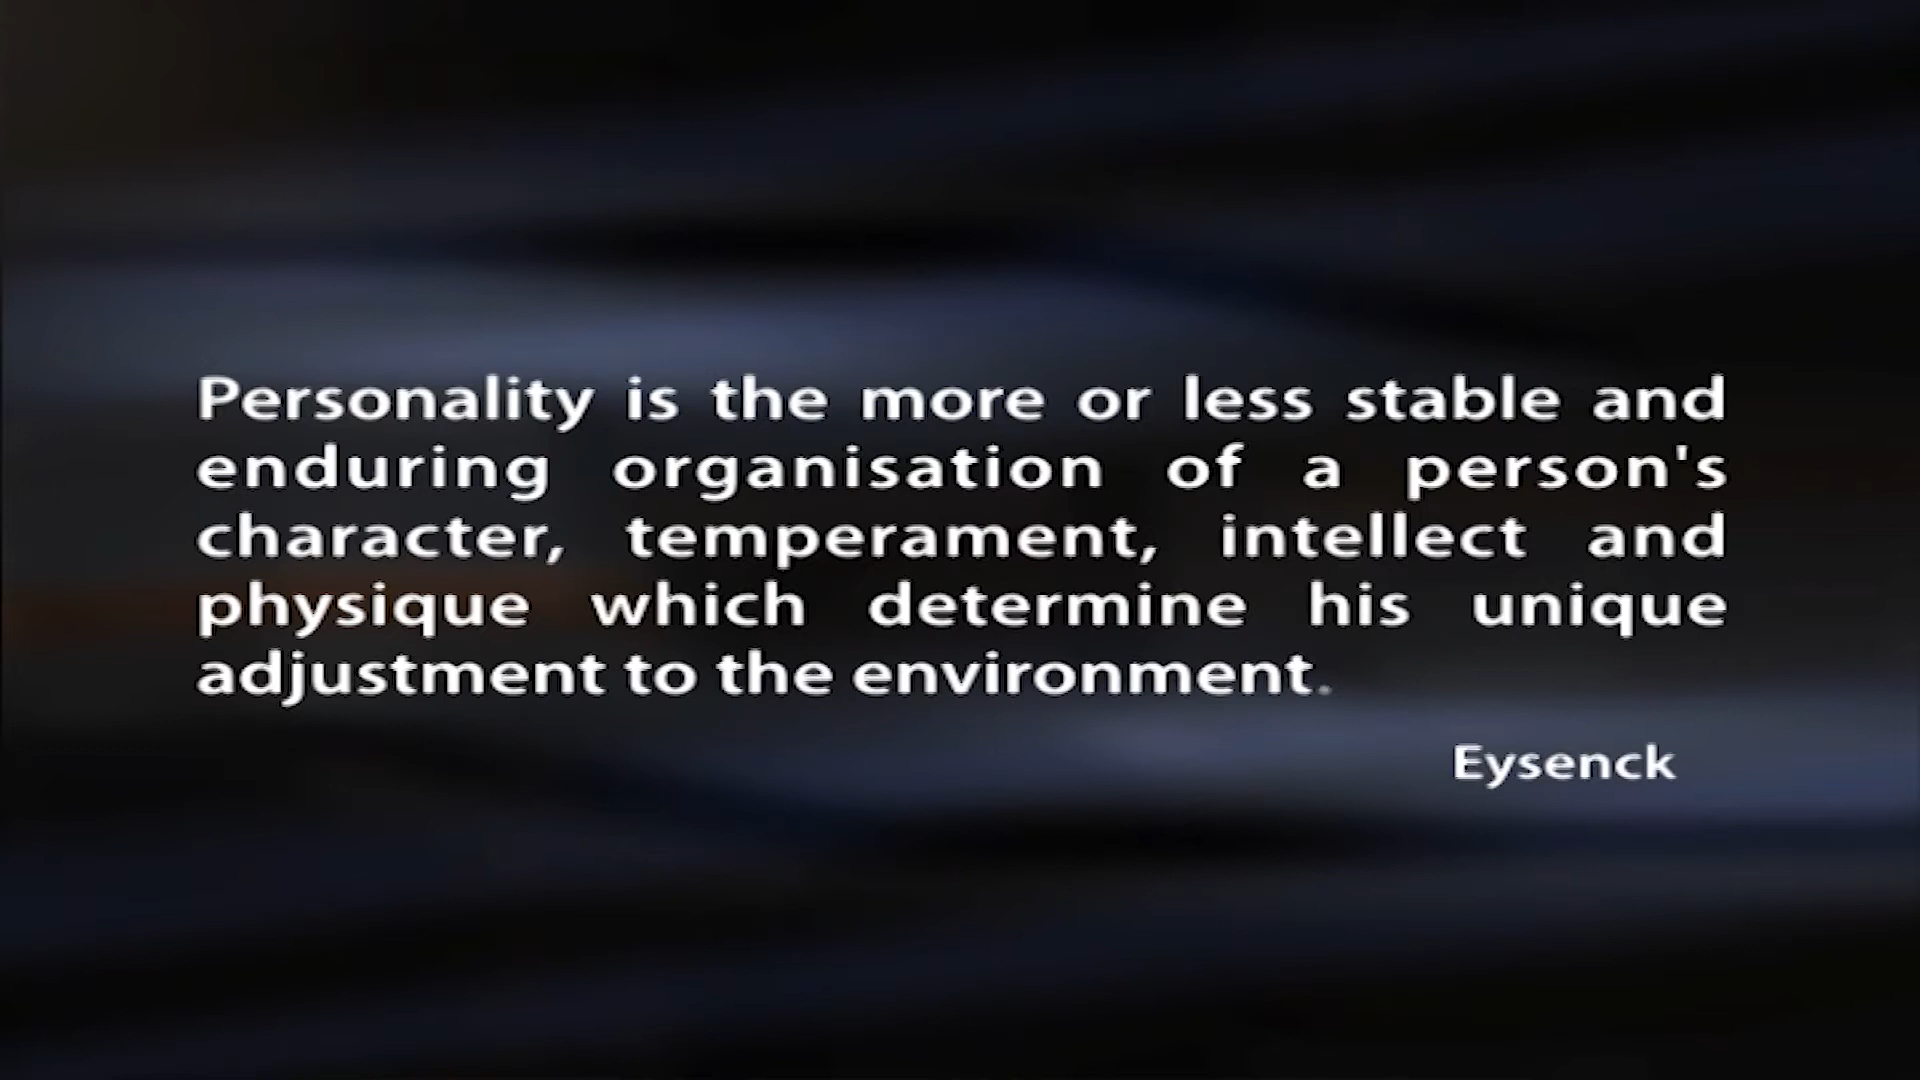 Personality is the more or less stable and
enduring organisation of a person's
character, temperament, intellect and
physique which determine his unique
adjustment to the environment.
Eysenck